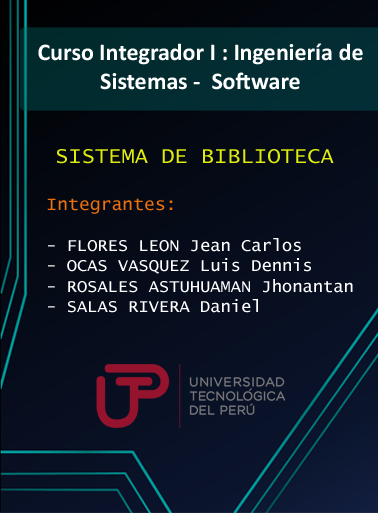 Curso Integrador I : Ingeniería de
Sistemas -  Software
SISTEMA DE BIBLIOTECA
Integrantes:
- FLORES LEON Jean Carlos
- OCAS VASQUEZ Luis Dennis
- ROSALES ASTUHUAMAN Jhonantan
- SALAS RIVERA Daniel
UTP
UNIVERSIDAD
TECNOLÓGICA
DEL PERÚ